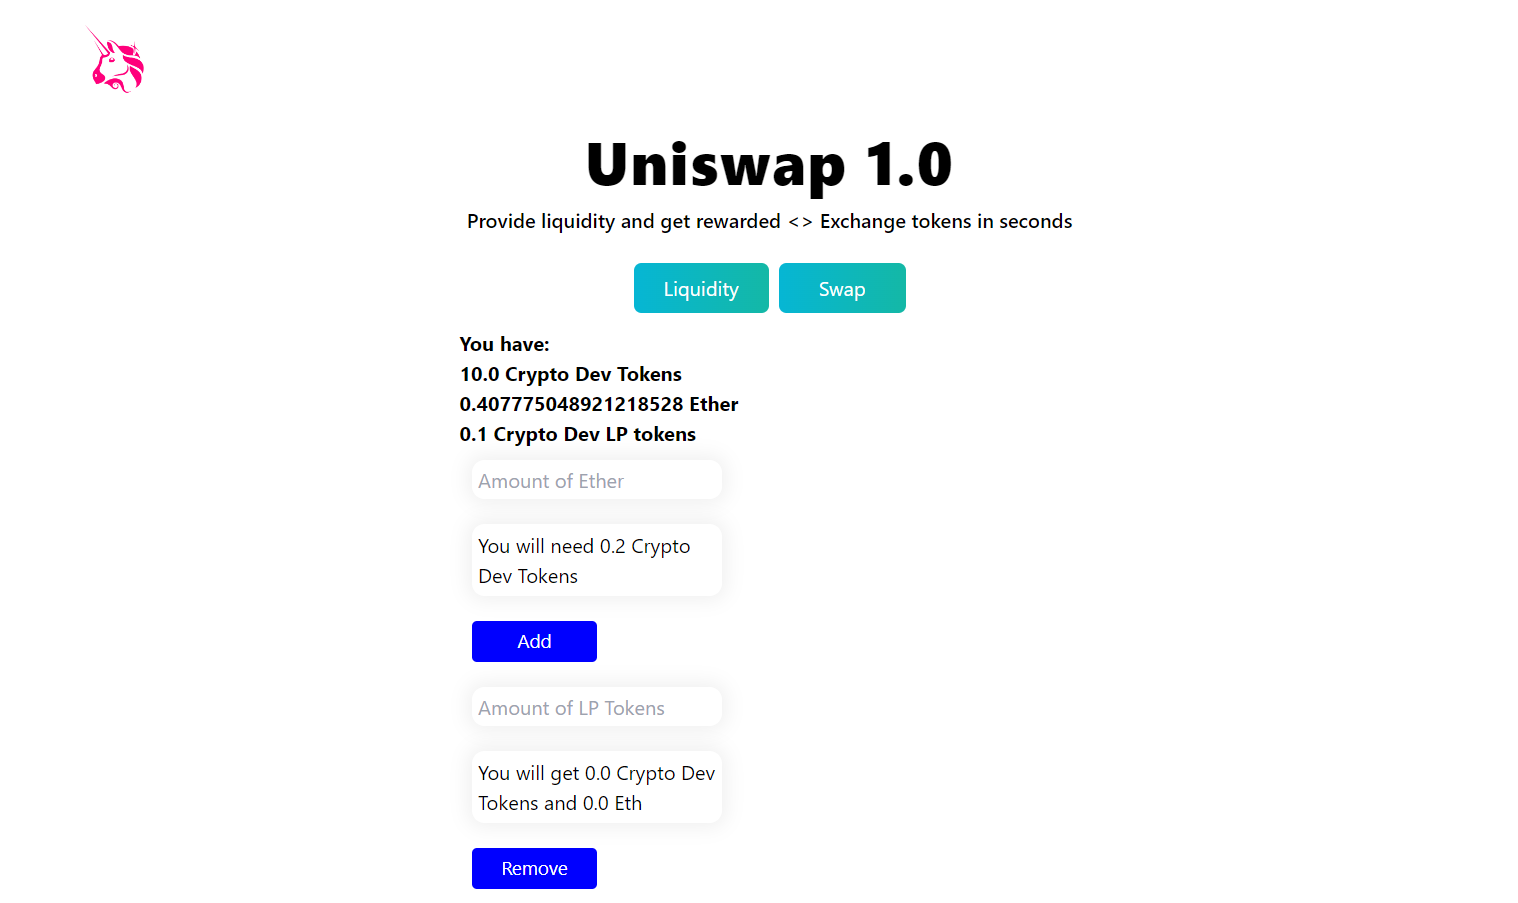 Uniswap 1.0
Provide liquidity and get rewarded <> Exchange tokens in seconds
Liquidity
Swap
You have:
10.0 Crypto Dev Tokens
0.407775048921218528 Ether
0.1 Crypto Dev LP tokens
Amount of Ether
You will need 0.2 Crypto
Dev Tokens
Add
Amount of LP Tokens
You will get 0.0 Crypto Dev
Tokens and 0.0 Eth
Remove